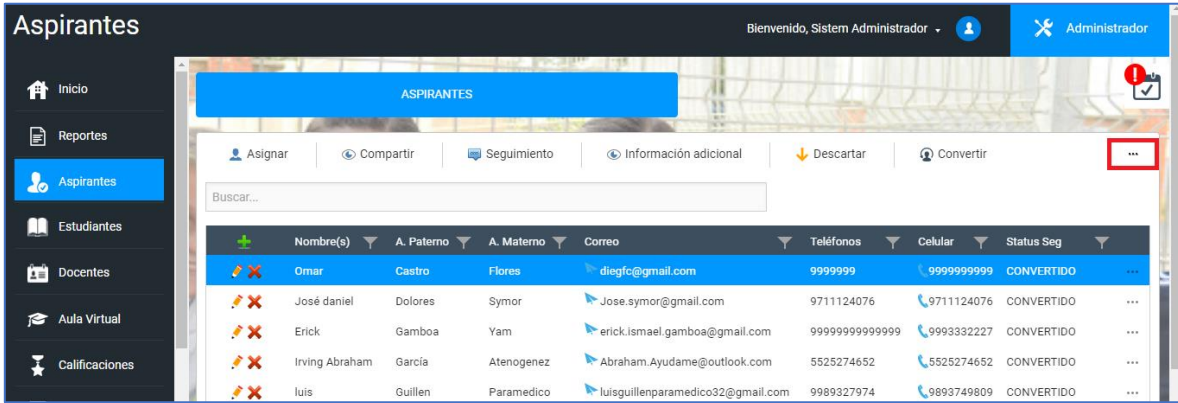 Aspirantes
Bienvenido, Sistem Administrador
Administrador
Inicio
Reportes
Aspirantes
Estudiantes
Docentes
Aula Virtual
Calificaciones
ASPIRANTES
Asignar Compartir Seguimiento Información adicional Descartar Convertir ...
Buscar...
Nombre(s) A. Paterno A. Materno Correo Teléfonos Celular Status Seg
Omar Castro Flores diegfc@gmail.com 9999999 9999999999 CONVERTIDO ...
José daniel Dolores Symor Jose.symor@gmail.com 9711124076 9711124076 CONVERTIDO ...
Erick Gamboa Yam erick.ismael.gamboa@gmail.com 99999999999999 9993332227 CONVERTIDO ...
Irving Abraham García Atenogenez Abraham.Ayudame@outlook.com 5525274652 5525274652 CONVERTIDO ...
luis Guillen Paramedico luisguillenparamedico32@gmail.com 9989327974 9893749809 CONVERTIDO ...